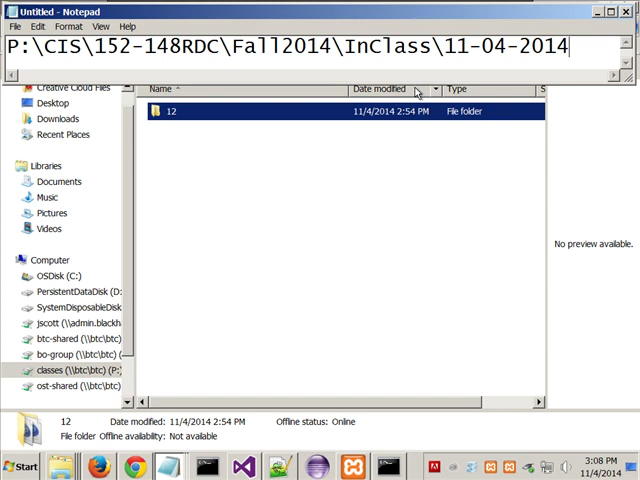 Untitled - Notepad
File Edit Format View Help
P:\CIS\152-148RDC\Fall2014\InClass\11-04-2014
Creative Cloud Files
Name Date modified Type S
Desktop
12 11/4/2014 2:54 PM File folder
Downloads
Recent Places
Libraries
Documents
Music
Pictures
Videos
No preview available.
Computer
OSDisk (C:)
PersistentDataDisk (D:
SystemDisposableDisk
jscott (\\admin.blackha
btc-shared (\\btc\btc)
bo-group (\\btc\btc)
classes (\\btc\btc) (P:)
ost-shared (\\btc\btc)
12 Date modified: 11/4/2014 2:54 PM Offline status: Online
File folder Offline availability: Not available
Start 3:08 PM
11/4/2014